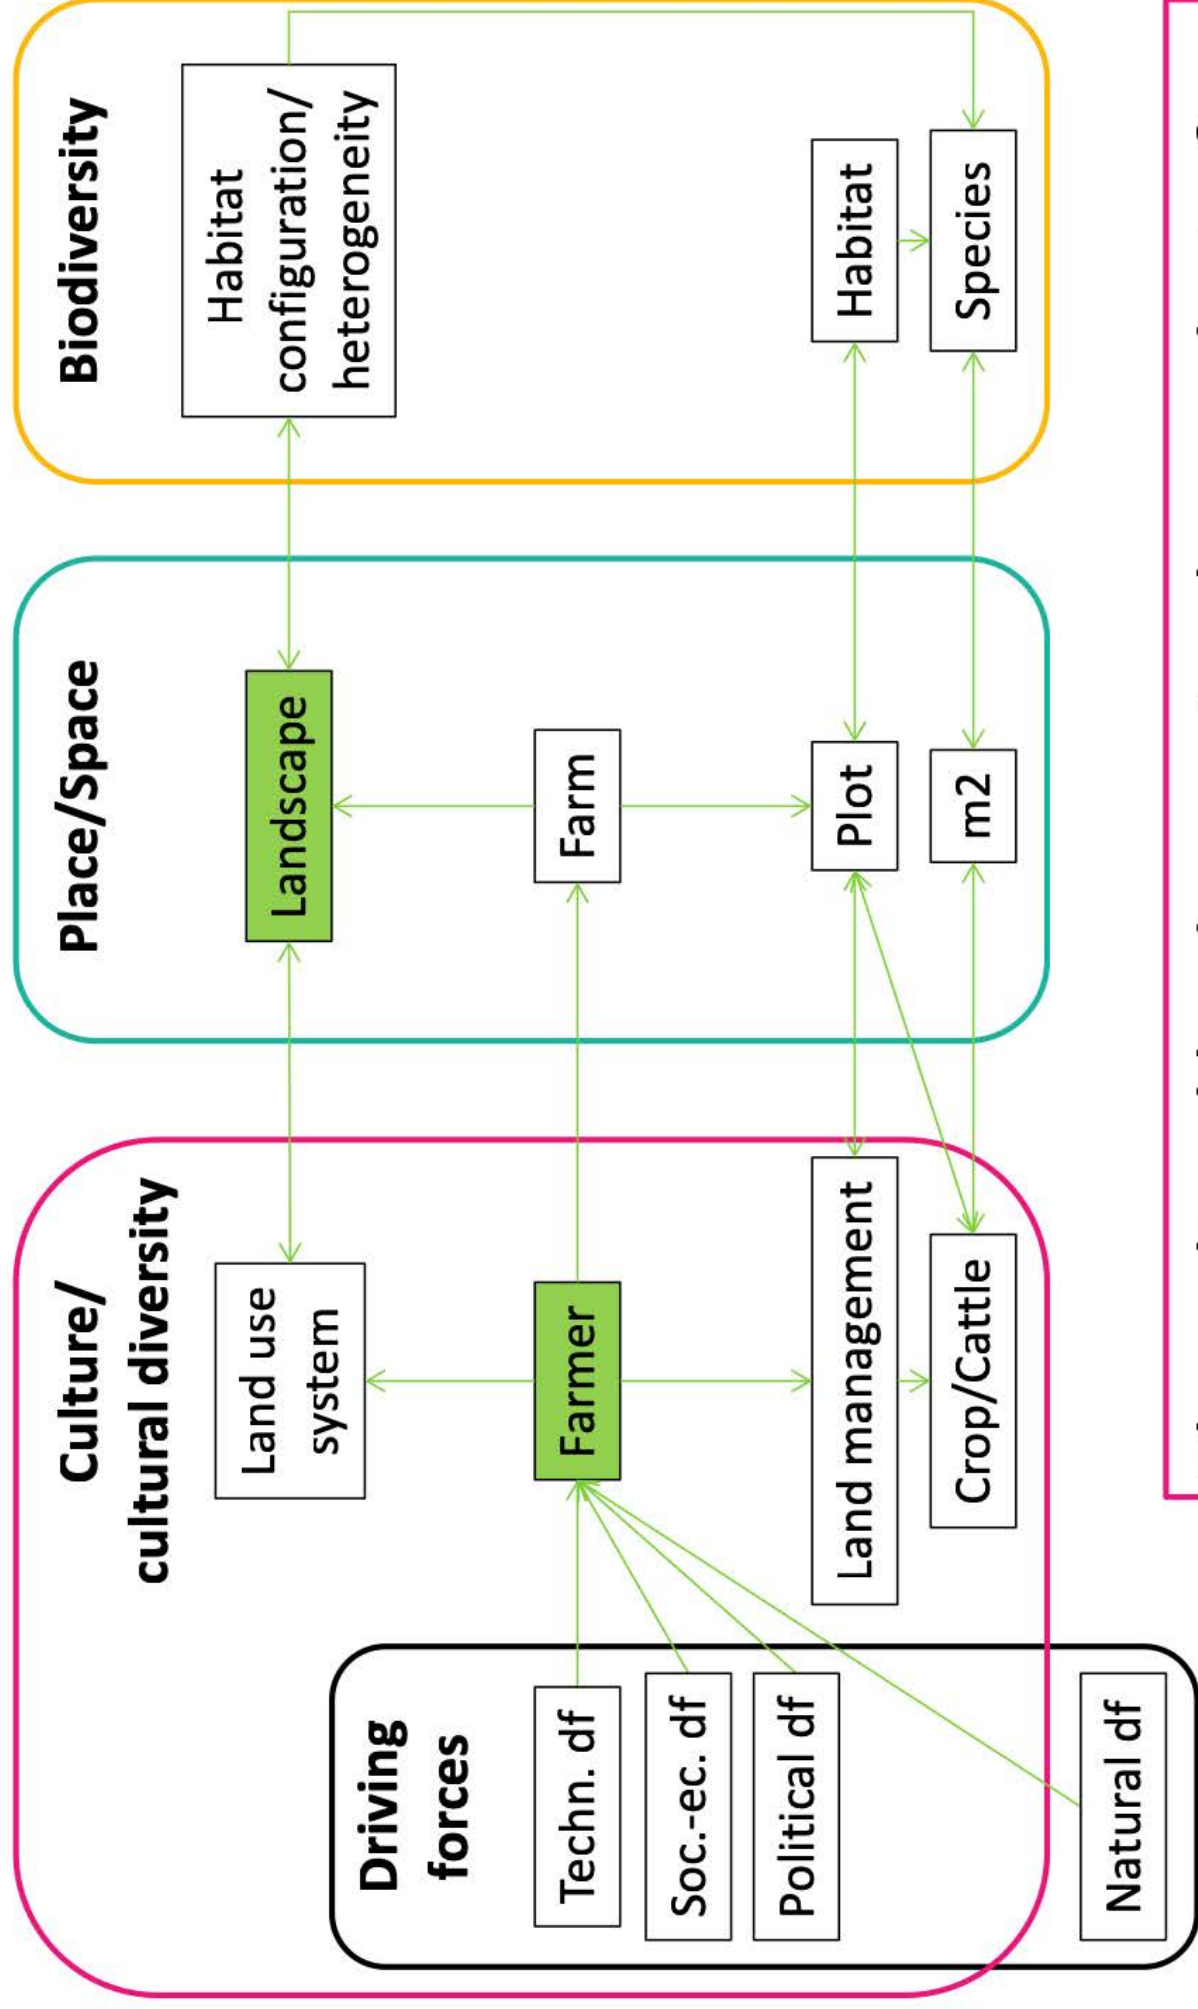 Culture/
cultural diversity
Place/Space
Biodiversity
Driving
forces
Techn. df
Soc.-ec. df
Political df
Natural df
Land use
system
Farmer
Land management
Crop/Cattle
Landscape
Farm
Plot
m2
Habitat
configuration/
heterogeneity
Habitat
Species